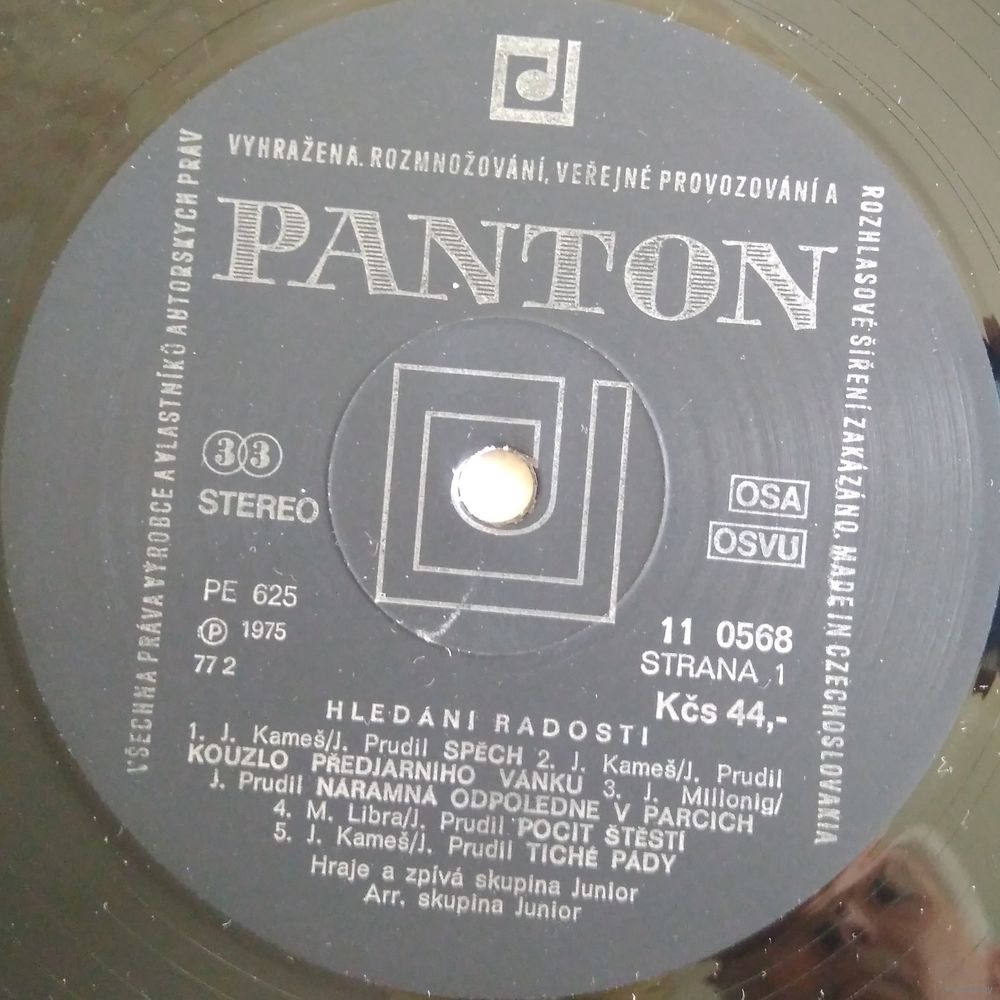 VŠECHNA PRÁVA VÝROBCE A VLASTNÍKŮ AUTORSKÝCH PRÁV
VYHRAŽENA. ROZMNOŽOVÁNÍ, VEŘEJNÉ PROVOZOVÁNÍ A
ROZHLASOVÉ ŠÍŘENÍ ZAKÁZÁNO. MADE IN CZECHOSLOVAKIA
PANTON
33
STEREO
OSA
OSVU
PE 625
Ⓟ 1975
77 2
11 0568
STRANA 1
Kčs 44,-
HLEDÁNÍ RADOSTI
1. J. Kameš/J. Prudil SPĚCH 2. J. Kameš/J. Prudil
KOUZLO PŘEDJARNÍHO VÁNKU 3. J. Millonig/
J. Prudil NÁRAMNÁ ODPOLEDNE V PARCÍCH
4. M. Libra/J. Prudil POCIT ŠTĚSTÍ
5. J. Kameš/J. Prudil TICHÉ PÁDY
Hraje a zpívá skupina Junior
Arr. skupina Junior